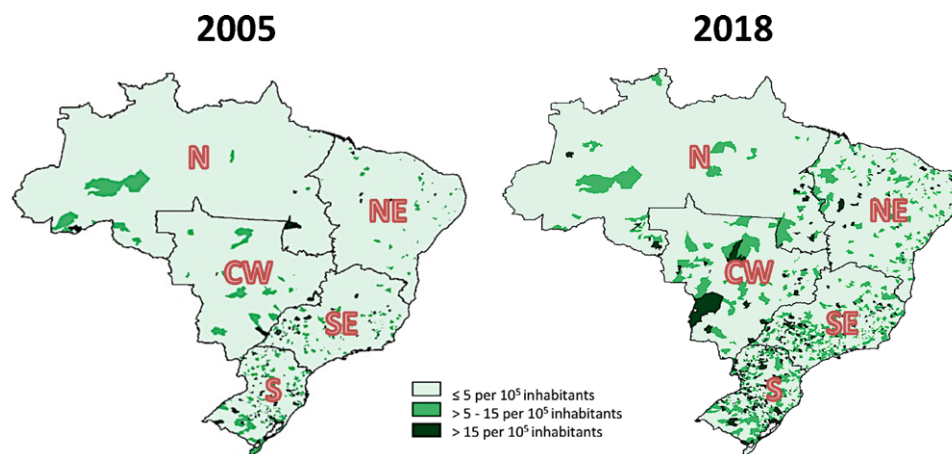 2005
2018
N
NE
CW
SE
S
N
NE
CW
SE
S
≤ 5 per 10⁵ inhabitants
> 5 - 15 per 10⁵ inhabitants
> 15 per 10⁵ inhabitants